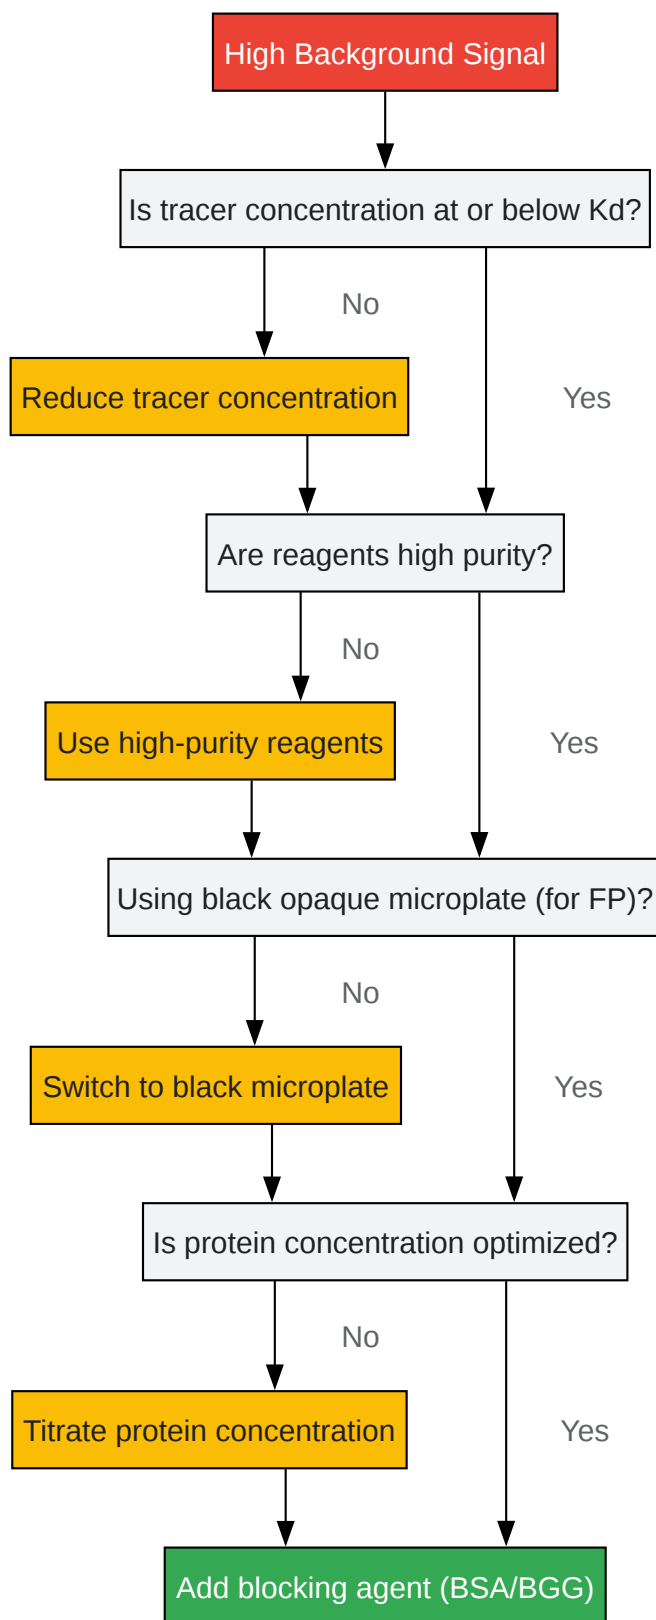 High Background Signal
Is tracer concentration at or below Kd?
No
Reduce tracer concentration
Yes
Are reagents high purity?
No
Use high-purity reagents
Yes
Using black opaque microplate (for FP)?
No
Switch to black microplate
Yes
Is protein concentration optimized?
No
Titrate protein concentration
Yes
Add blocking agent (BSA/BGG)